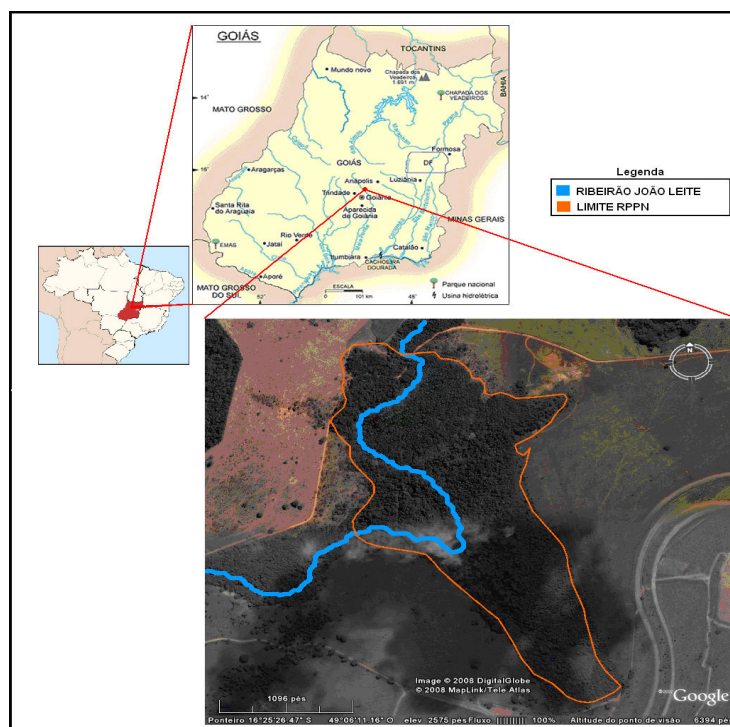 GOIÁS
TOCANTINS
BAHIA
Mundo novo
Chapada dos
Veadeiros
1.691 m
CHAPADA DOS
VEADEIROS
14°
MATO GROSSO
Formosa
16°
GOIÁS
DF
Aragarças
Anápolis
Luziânia
Trindade
Goiânia
Santa Rita
do Araguaia
Aparecida
de Goiânia
MINAS GERAIS
Rio Verde
EMAS
Jataí
Catalão
Itumbiara
CACHOEIRA
DOURADA
Aporé
MATO GROSSO
DO SUL
52°
ESCALA
0
101 km
48°
Parque nacional
Usina hidrelétrica
Legenda
RIBEIRÃO JOÃO LEITE
LIMITE RPPN
N
Image © 2008 DigitalGlobe
© 2008 MapLink/Tele Atlas
1096 pés
Google
Ponteiro 16°25'26.47" S 49°06'11.16" O elev 2575 pés Fluxo 100% Altitude do ponto de visão 6394 pés